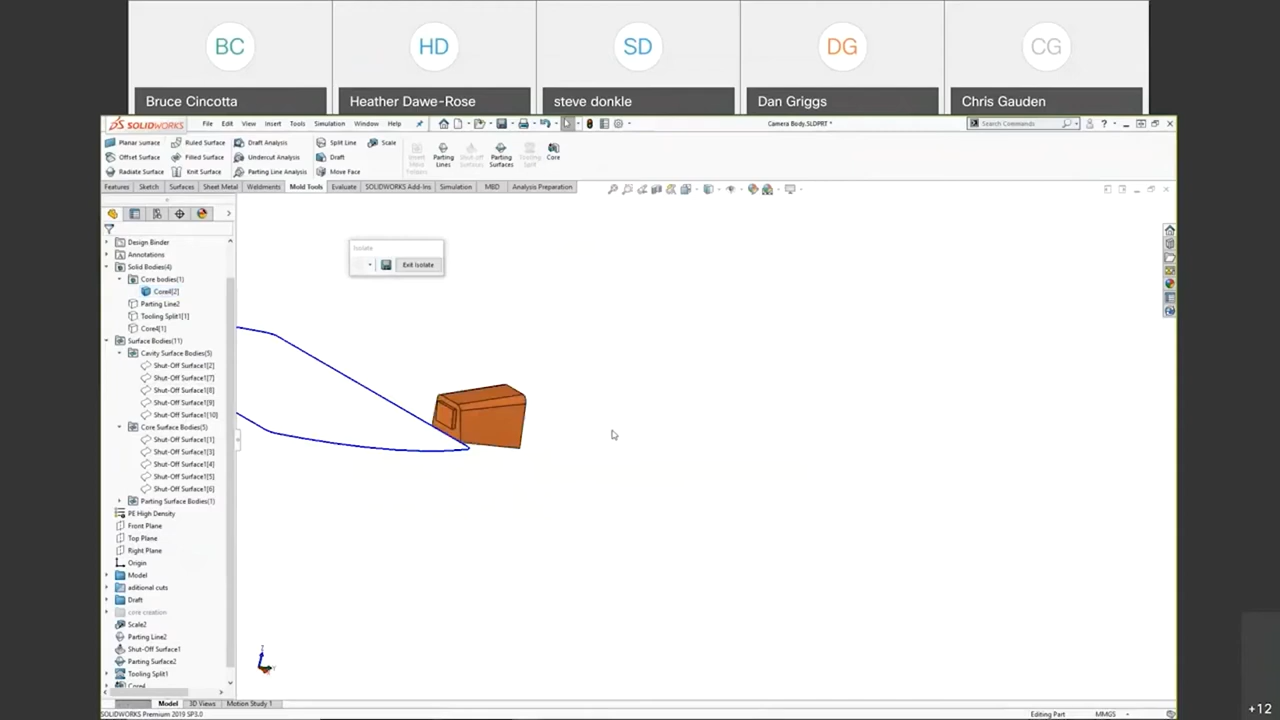 BC HD SD DG CG
Bruce Cincotta Heather Dawe-Rose steve donkle Dan Griggs Chris Gauden
SOLIDWORKS File Edit View Insert Tools Simulation Window Help Camera Body.SLDPRT * Search Commands
Planar Surface Ruled Surface Draft Analysis Split Line Scale
Offset Surface Filled Surface Undercut Analysis Draft
Radiate Surface Knit Surface Parting Line Analysis Move Face
Insert Mold Folders
Parting Lines
Shut-off Surfaces
Parting Surfaces
Tooling Split
Core
Features Sketch Surfaces Sheet Metal Weldments Mold Tools Evaluate SOLIDWORKS Add-Ins Simulation MBD Analysis Preparation
Isolate
Exit Isolate
Design Binder
Annotations
Solid Bodies(4)
Core bodies(1)
Core4[2]
Parting Line2
Tooling Split1[1]
Core4[1]
Surface Bodies(11)
Cavity Surface Bodies(5)
Shut-Off Surface1[2]
Shut-Off Surface1[7]
Shut-Off Surface1[8]
Shut-Off Surface1[9]
Shut-Off Surface1[10]
Core Surface Bodies(5)
Shut-Off Surface1[1]
Shut-Off Surface1[3]
Shut-Off Surface1[4]
Shut-Off Surface1[5]
Shut-Off Surface1[6]
Parting Surface Bodies(1)
PE High Density
Front Plane
Top Plane
Right Plane
Origin
Model
aditional cuts
Draft
core creation
Scale2
Parting Line2
Shut-Off Surface1
Parting Surface2
Tooling Split1
Core4
Model 3D Views Motion Study 1
SOLIDWORKS Premium 2019 SP3.0 Editing Part MMGS
+12